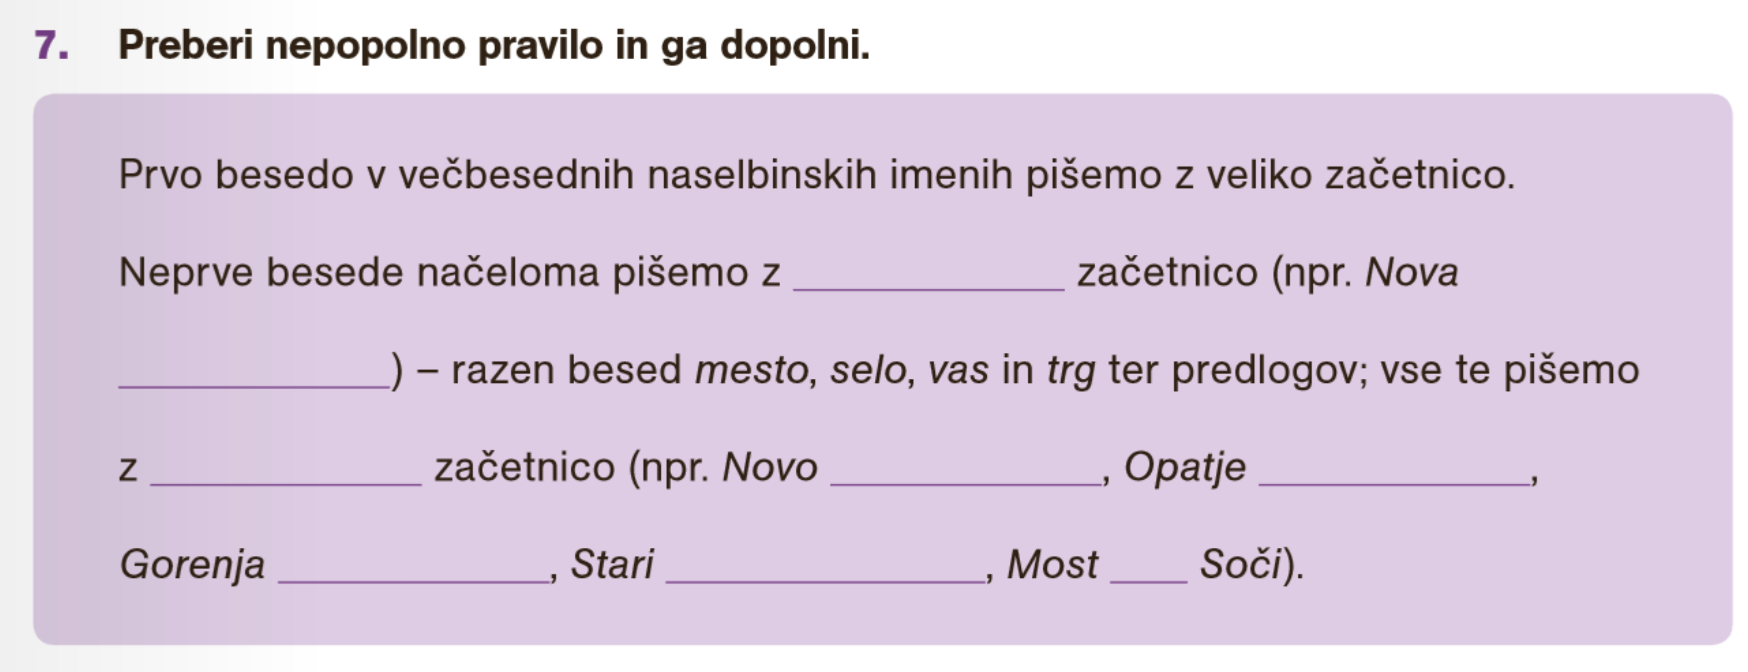 7. Preberi nepopolno pravilo in ga dopolni.
Prvo besedo v večbesednih naselbinskih imenih pišemo z veliko začetnico.
Neprve besede načeloma pišemo z ____________ začetnico (npr. Nova
____________) – razen besed mesto, selo, vas in trg ter predlogov; vse te pišemo
z ____________ začetnico (npr. Novo ____________, Opatje ____________,
Gorenja ____________, Stari ______________, Most ___ Soči).